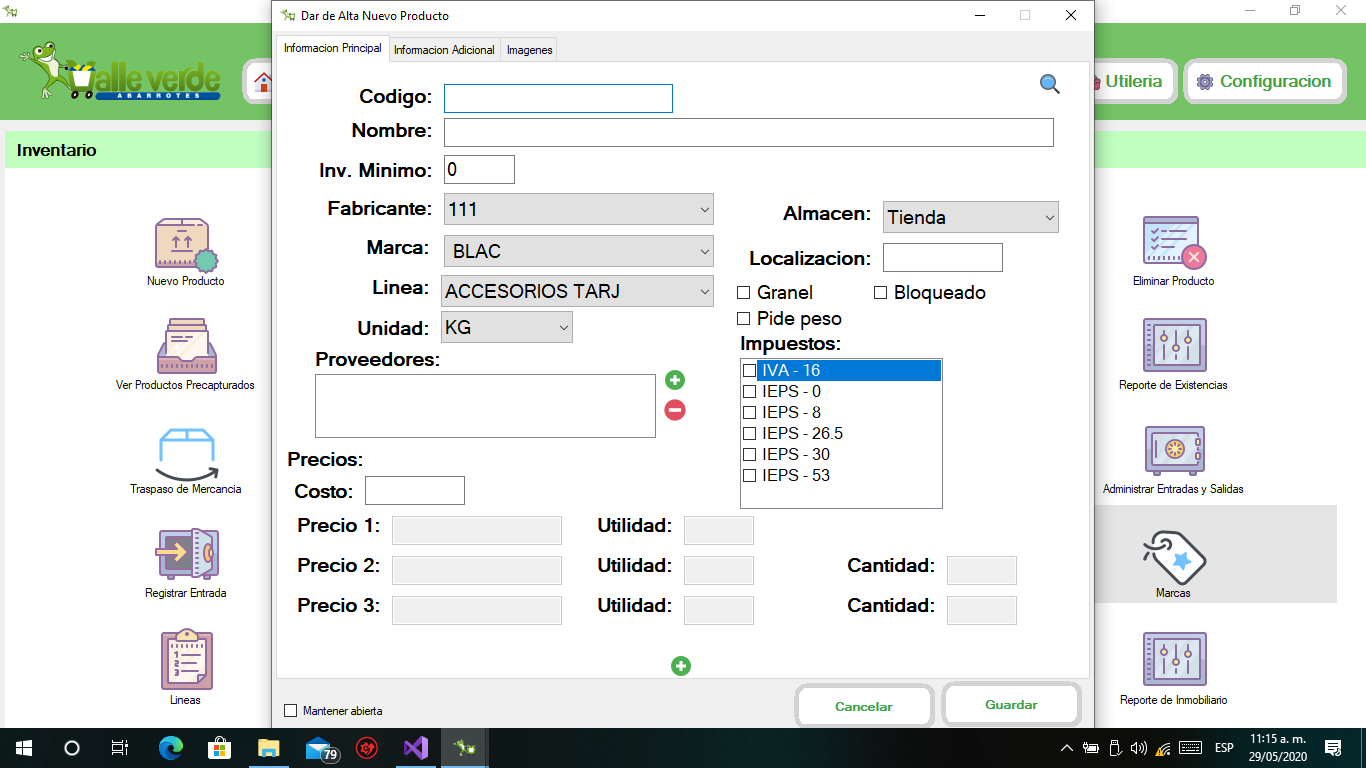 Dar de Alta Nuevo Producto
Informacion Principal
Informacion Adicional
Imagenes
Valle verde
ABARROTES
Utileria
Configuracion
Inventario
Codigo:
Nombre:
Inv. Minimo: 0
Fabricante: 111
Almacen: Tienda
Marca: BLAC
Localizacion:
Linea: ACCESORIOS TARJ
Granel
Bloqueado
Unidad: KG
Pide peso
Impuestos:
Proveedores:
IVA - 16
IEPS - 0
IEPS - 8
IEPS - 26.5
IEPS - 30
IEPS - 53
Precios:
Costo:
Precio 1: Utilidad:
Precio 2: Utilidad: Cantidad:
Precio 3: Utilidad: Cantidad:
Mantener abierta
Cancelar
Guardar
Nuevo Producto
Ver Productos Precapturados
Traspaso de Mercancia
Registrar Entrada
Lineas
Eliminar Producto
Reporte de Existencias
Administrar Entradas y Salidas
Marcas
Reporte de Inmobiliario
79
ESP
11:15 a. m.
29/05/2020